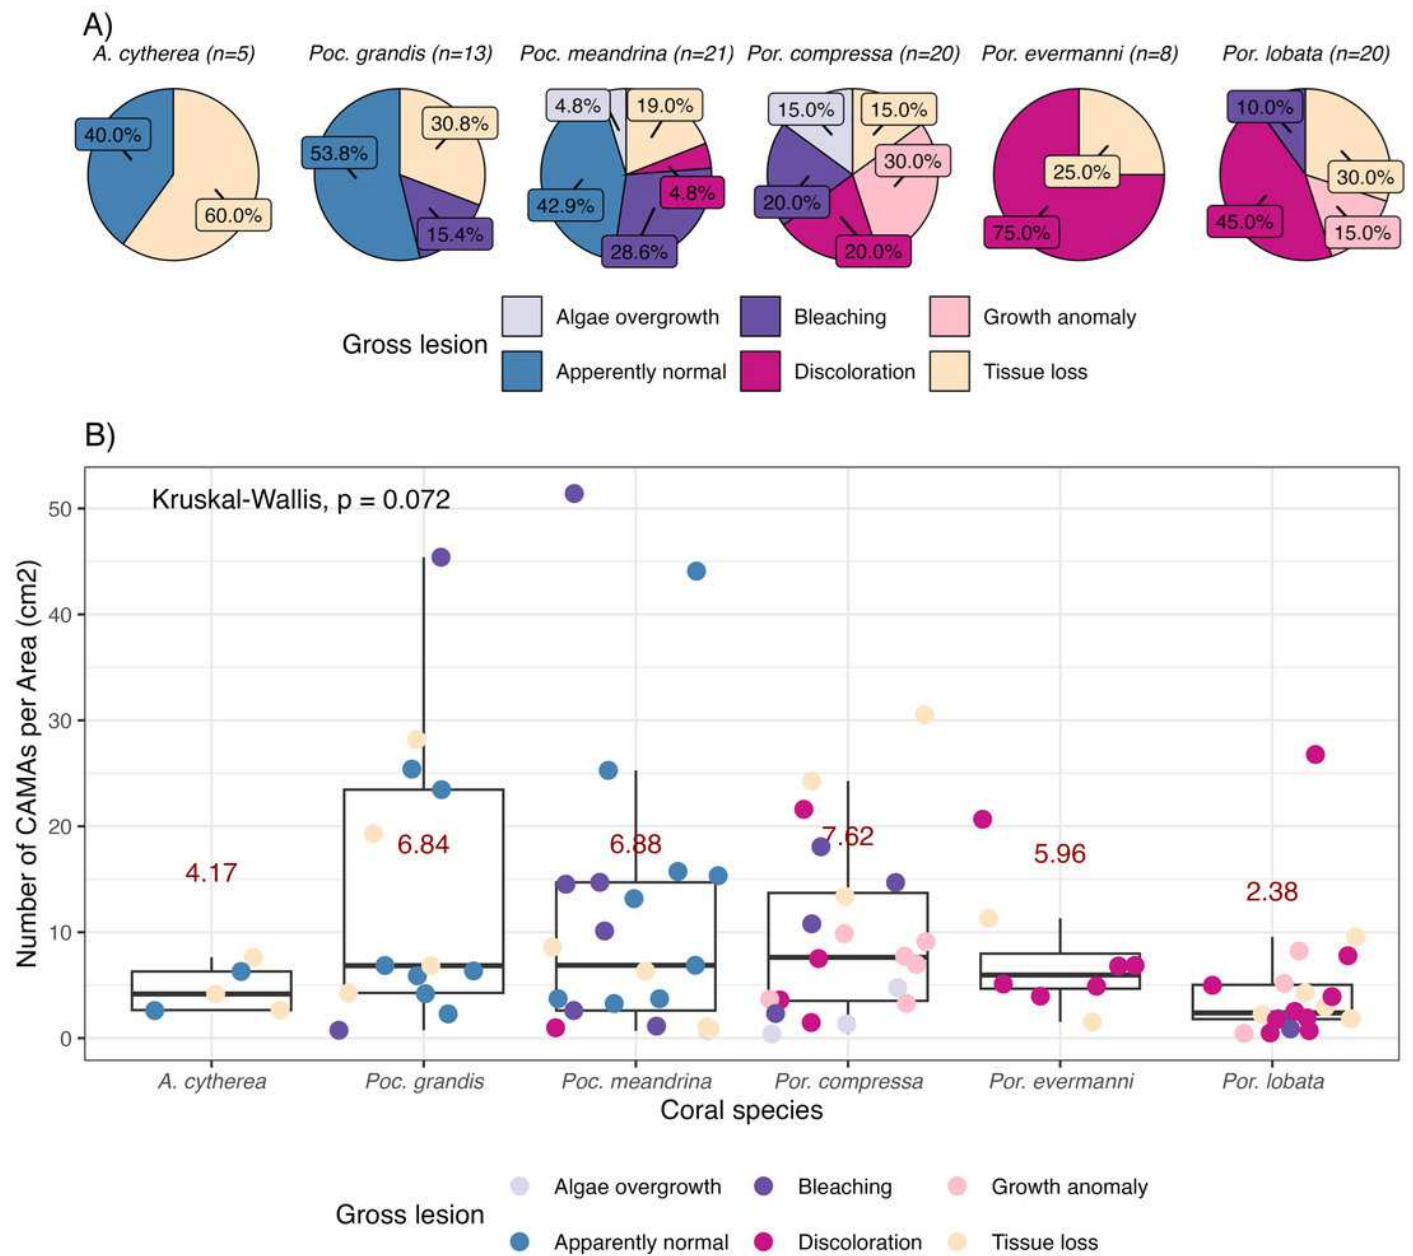 A)
A. cytherea (n=5)
Poc. grandis (n=13)
Poc. meandrina (n=21)
Por. compressa (n=20)
Por. evermanni (n=8)
Por. lobata (n=20)
40.0%
60.0%
53.8%
30.8%
15.4%
4.8%
19.0%
42.9%
4.8%
28.6%
15.0%
15.0%
30.0%
20.0%
20.0%
25.0%
75.0%
10.0%
30.0%
45.0%
15.0%
Gross lesion
Algae overgrowth
Bleaching
Growth anomaly
Apperently normal
Discoloration
Tissue loss
B)
Kruskal-Wallis, p = 0.072
Number of CAMAs per Area (cm2)
50
40
30
20
10
0
4.17
6.84
6.88
7.62
5.96
2.38
A. cytherea
Poc. grandis
Poc. meandrina
Por. compressa
Por. evermanni
Por. lobata
Coral species
Gross lesion
Algae overgrowth
Bleaching
Growth anomaly
Apparently normal
Discoloration
Tissue loss